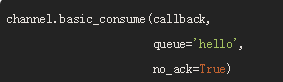 channel.basic_consume(callback,
queue='hello',
no_ack=True)